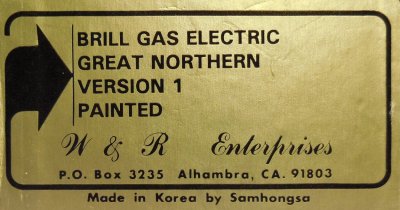 BRILL GAS ELECTRIC
GREAT NORTHERN
VERSION 1
PAINTED
W & R Enterprises
P.O. Box 3235 Alhambra, CA. 91803
Made in Korea by Samhongsa